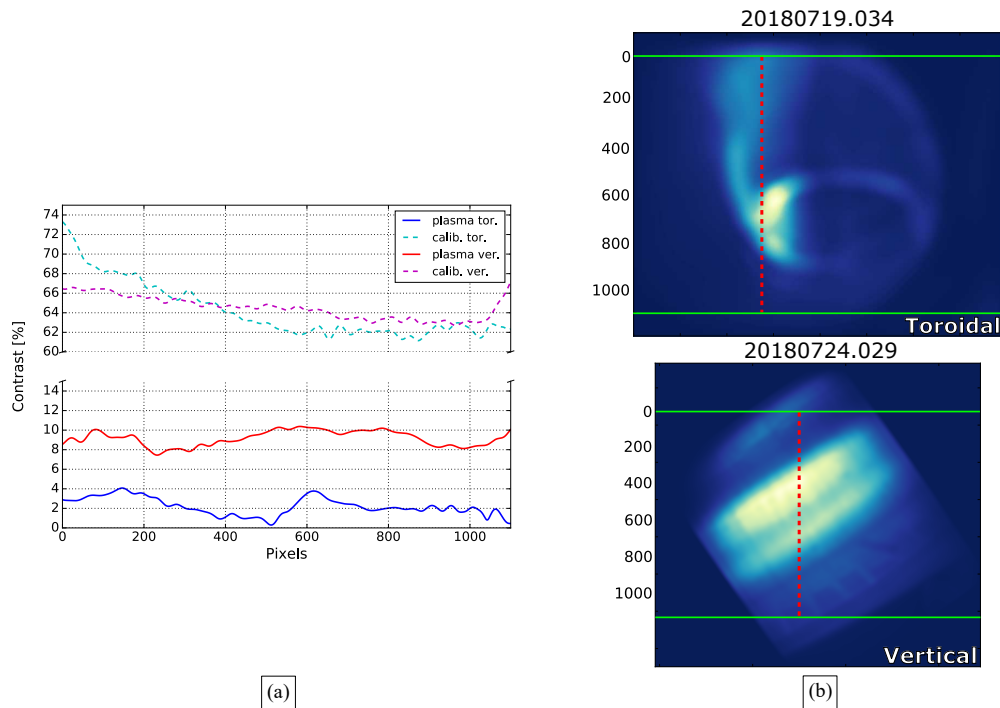 20180719.034
0
200
400
600
800
1000
Toroidal
74
72
70
68
66
64
62
60
14
12
10
8
6
4
2
0
Contrast [%]
plasma tor.
calib. tor.
plasma ver.
calib. ver.
0 200 400 600 800 1000
Pixels
20180724.029
0
200
400
600
800
1000
Vertical
(a)
(b)